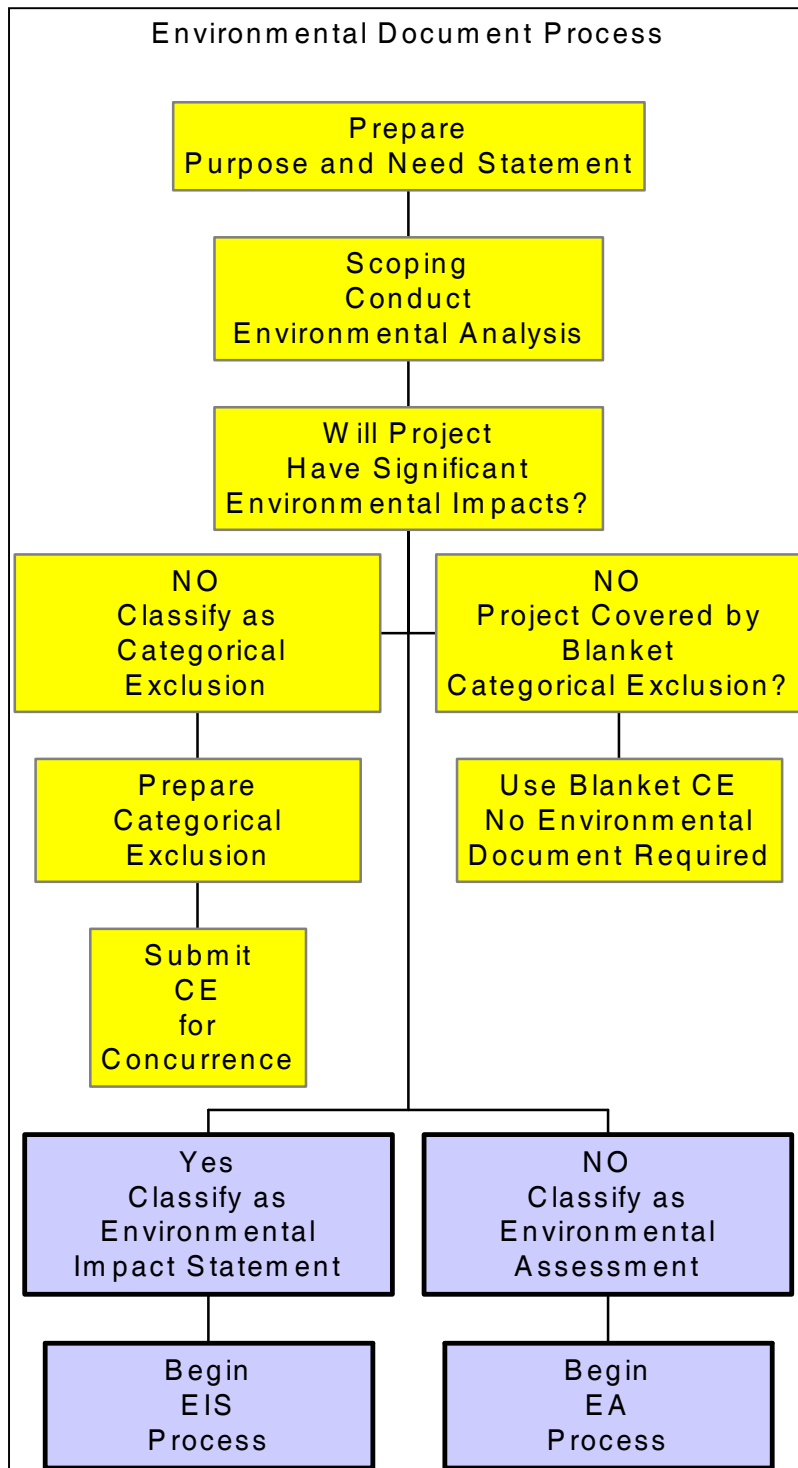 Environmental Document Process
Prepare
Purpose and Need Statement
Scoping
Conduct
Environmental Analysis
Will Project
Have Significant
Environmental Impacts?
NO
Classify as
Categorical
Exclusion
NO
Project Covered by
Blanket
Categorical Exclusion?
Prepare
Categorical
Exclusion
Use Blanket CE
No Environmental
Document Required
Submit
CE
for
Concurrence
Yes
Classify as
Environmental
Impact Statement
NO
Classify as
Environmental
Assessment
Begin
EIS
Process
Begin
EA
Process